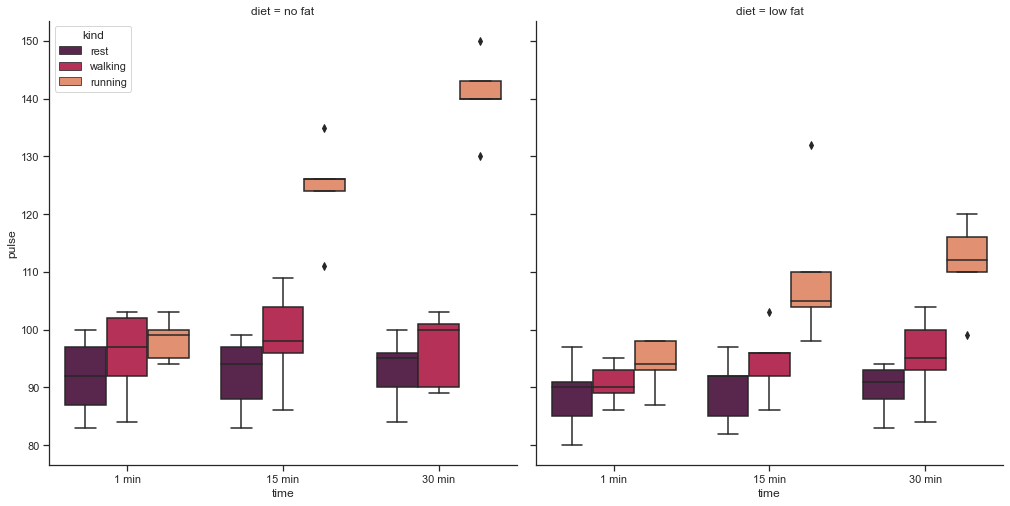 diet = no fat
kind
rest
walking
running
150
140
130
120
110
100
90
80
pulse
1 min
15 min
30 min
time
diet = low fat
1 min
15 min
30 min
time